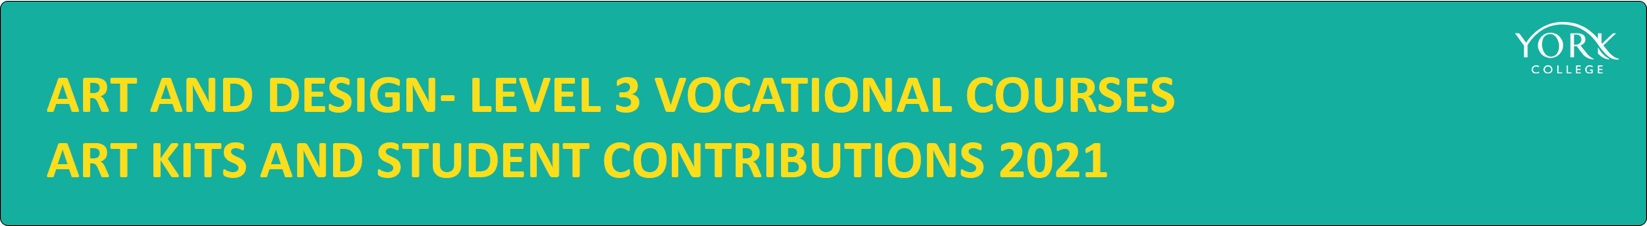 YORK
COLLEGE
ART AND DESIGN- LEVEL 3 VOCATIONAL COURSES
ART KITS AND STUDENT CONTRIBUTIONS 2021